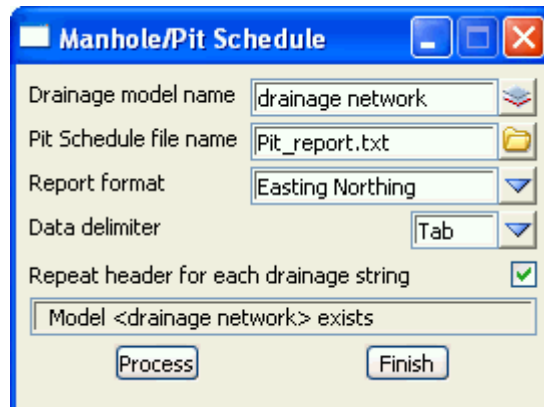 Manhole/Pit Schedule
Drainage model name drainage network
Pit Schedule file name Pit_report.txt
Report format Easting Northing
Data delimiter Tab
Repeat header for each drainage string
Model <drainage network> exists
Process Finish